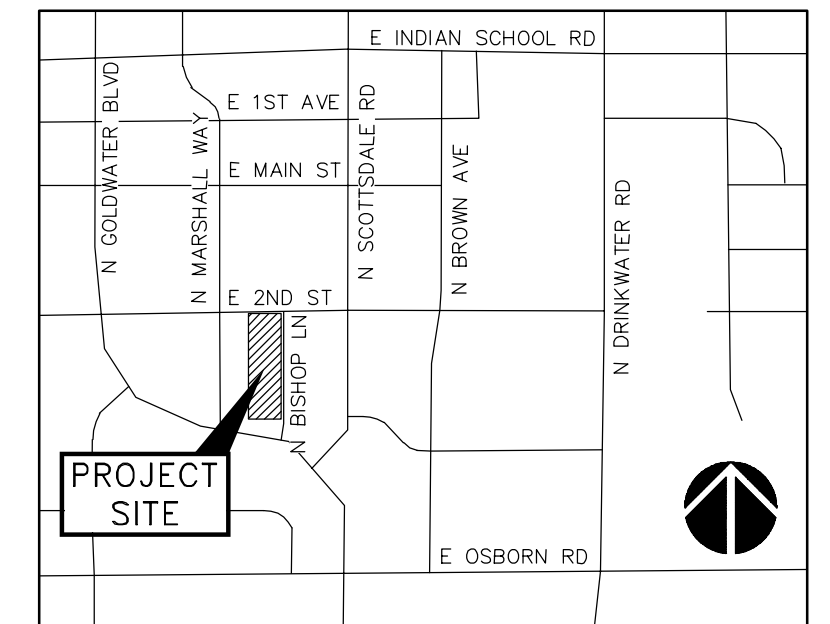 E INDIAN SCHOOL RD
N GOLDWATER BLVD
N MARSHALL WAY
E 1ST AVE
N SCOTTSDALE RD
E MAIN ST
N BROWN AVE
N DRINKWATER RD
E 2ND ST
N BISHOP LN
PROJECT
SITE
E OSBORN RD